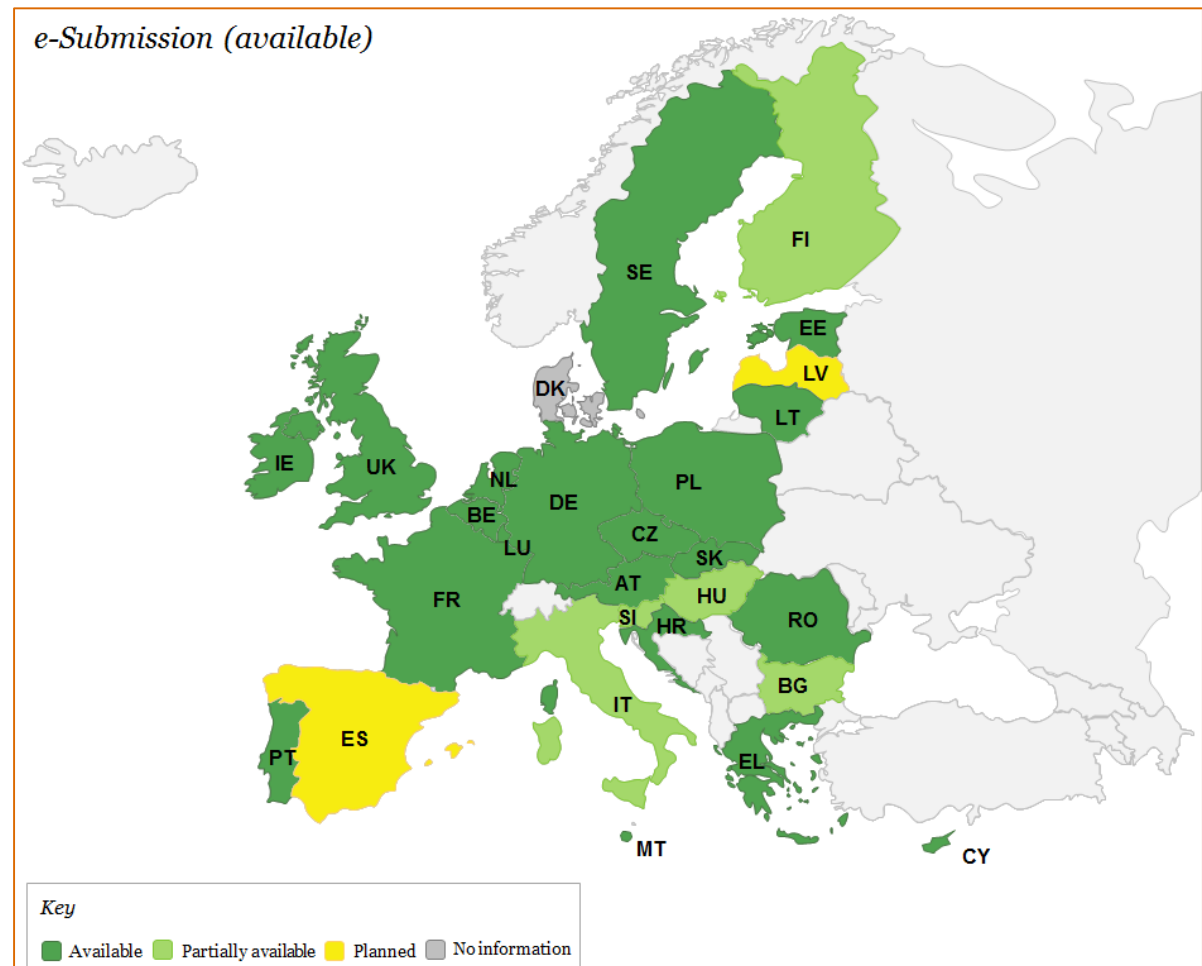 e-Submission (available)
FI
SE
EE
LV
DK
LT
IE
UK
NL
PL
DE
BE
CZ
LU
SK
AT
HU
FR
SI
HR
RO
BG
IT
ES
PT
EL
MT
CY
Key
Available
Partially available
Planned
No information